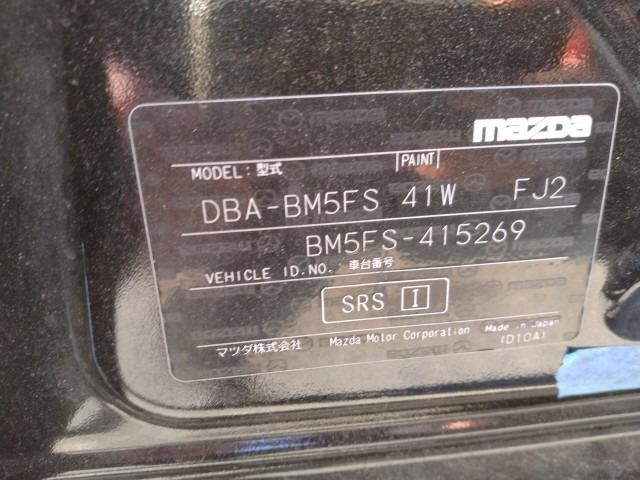 mazda
MODEL:型式 PAINT
DBA-BM5FS 41W FJ2
BM5FS-415269
VEHICLE ID.NO. 車台番号
SRS I
マツダ株式会社 Mazda Motor Corporation Made in Japan
(D10A)